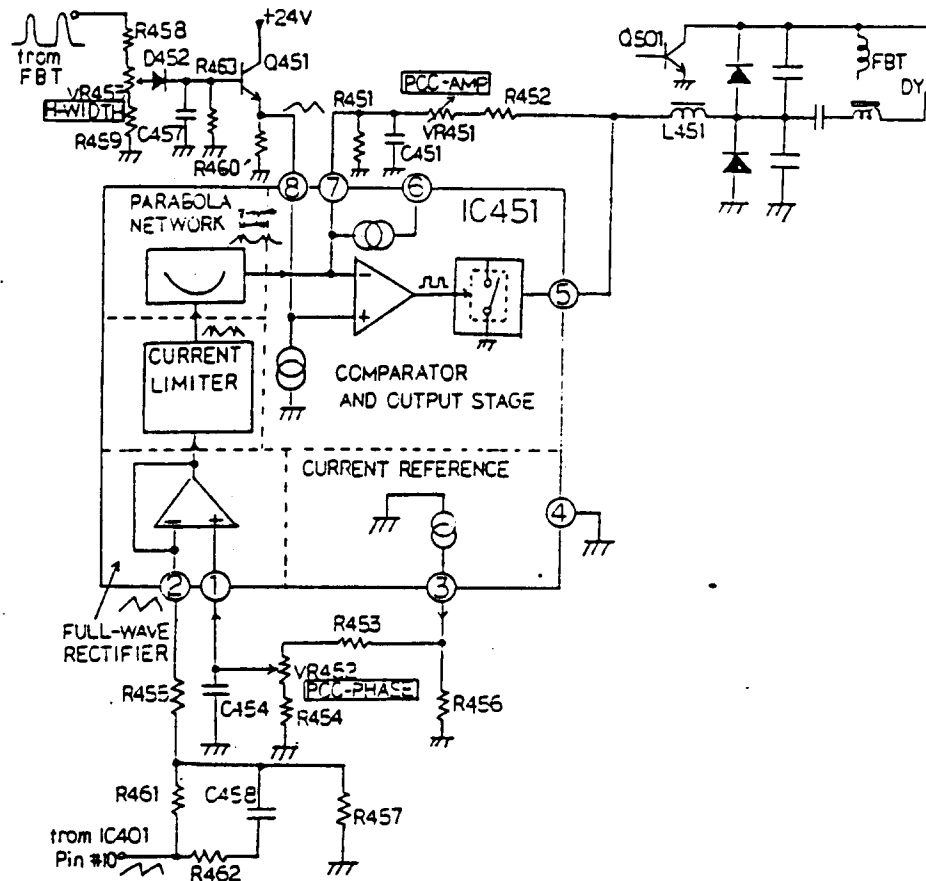 +24V
R458
from
FBT
D452
R463
Q451
H-WIDTH
R459
C457
R460
R451
PCC-AMP
VR451
R452
C451
Q501
FBT
DY
L451
8
7
6
IC451
PARABOLA
NETWORK
5
CURRENT
LIMITER
COMPARATOR
AND OUTPUT STAGE
CURRENT REFERENCE
4
2
1
3
FULL-WAVE
RECTIFIER
R453
VR452
PCC-PHASE
R455
C454
R454
R456
R461
C458
R457
from IC401
Pin #10
R462